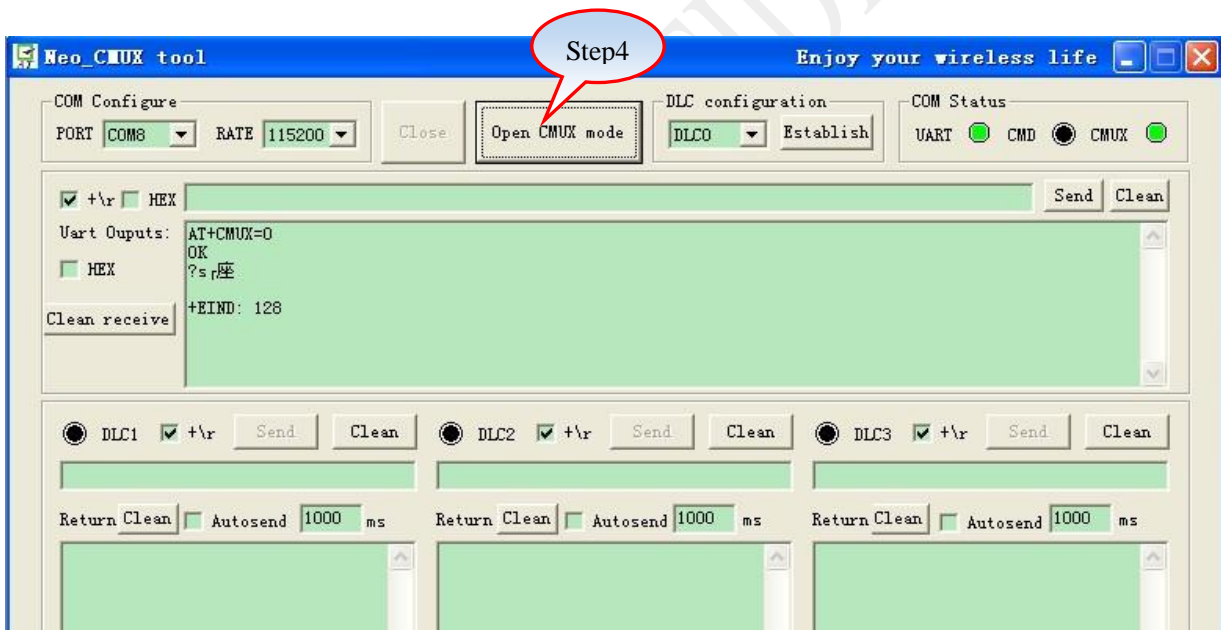 Step4
Neo_CMUX tool Enjoy your wireless life
COM Configure DLC configuration COM Status
PORT COM8 RATE 115200 Close Open CMUX mode DLC0 Establish UART CMD CMUX
+\r HEX Send Clean
Uart Ouputs: AT+CMUX=0
OK
HEX ?s┌座
Clean receive +EIND: 128
DLC1 +\r Send Clean DLC2 +\r Send Clean DLC3 +\r Send Clean
Return Clean Autosend 1000 ms Return Clean Autosend 1000 ms Return Clean Autosend 1000 ms